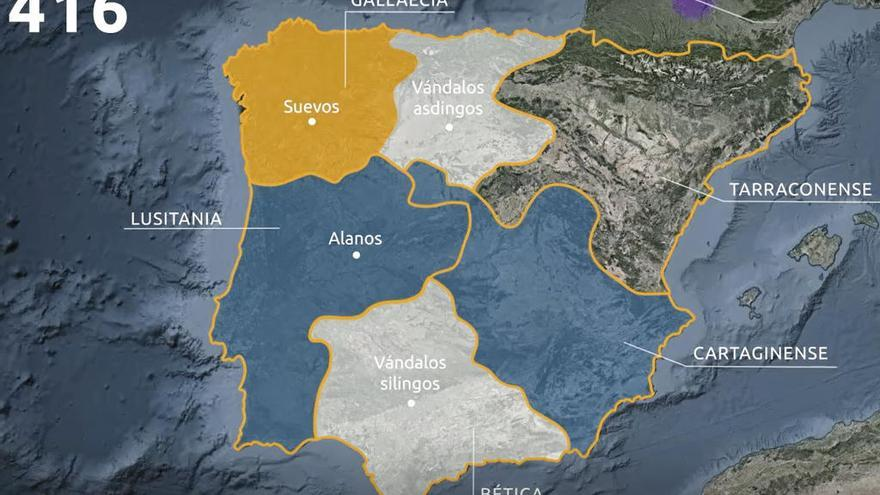 416
GALLAECIA
Suevos
Vándalos
asdingos
TARRACONENSE
LUSITANIA
Alanos
CARTAGINENSE
Vándalos
silingos
BÉTICA